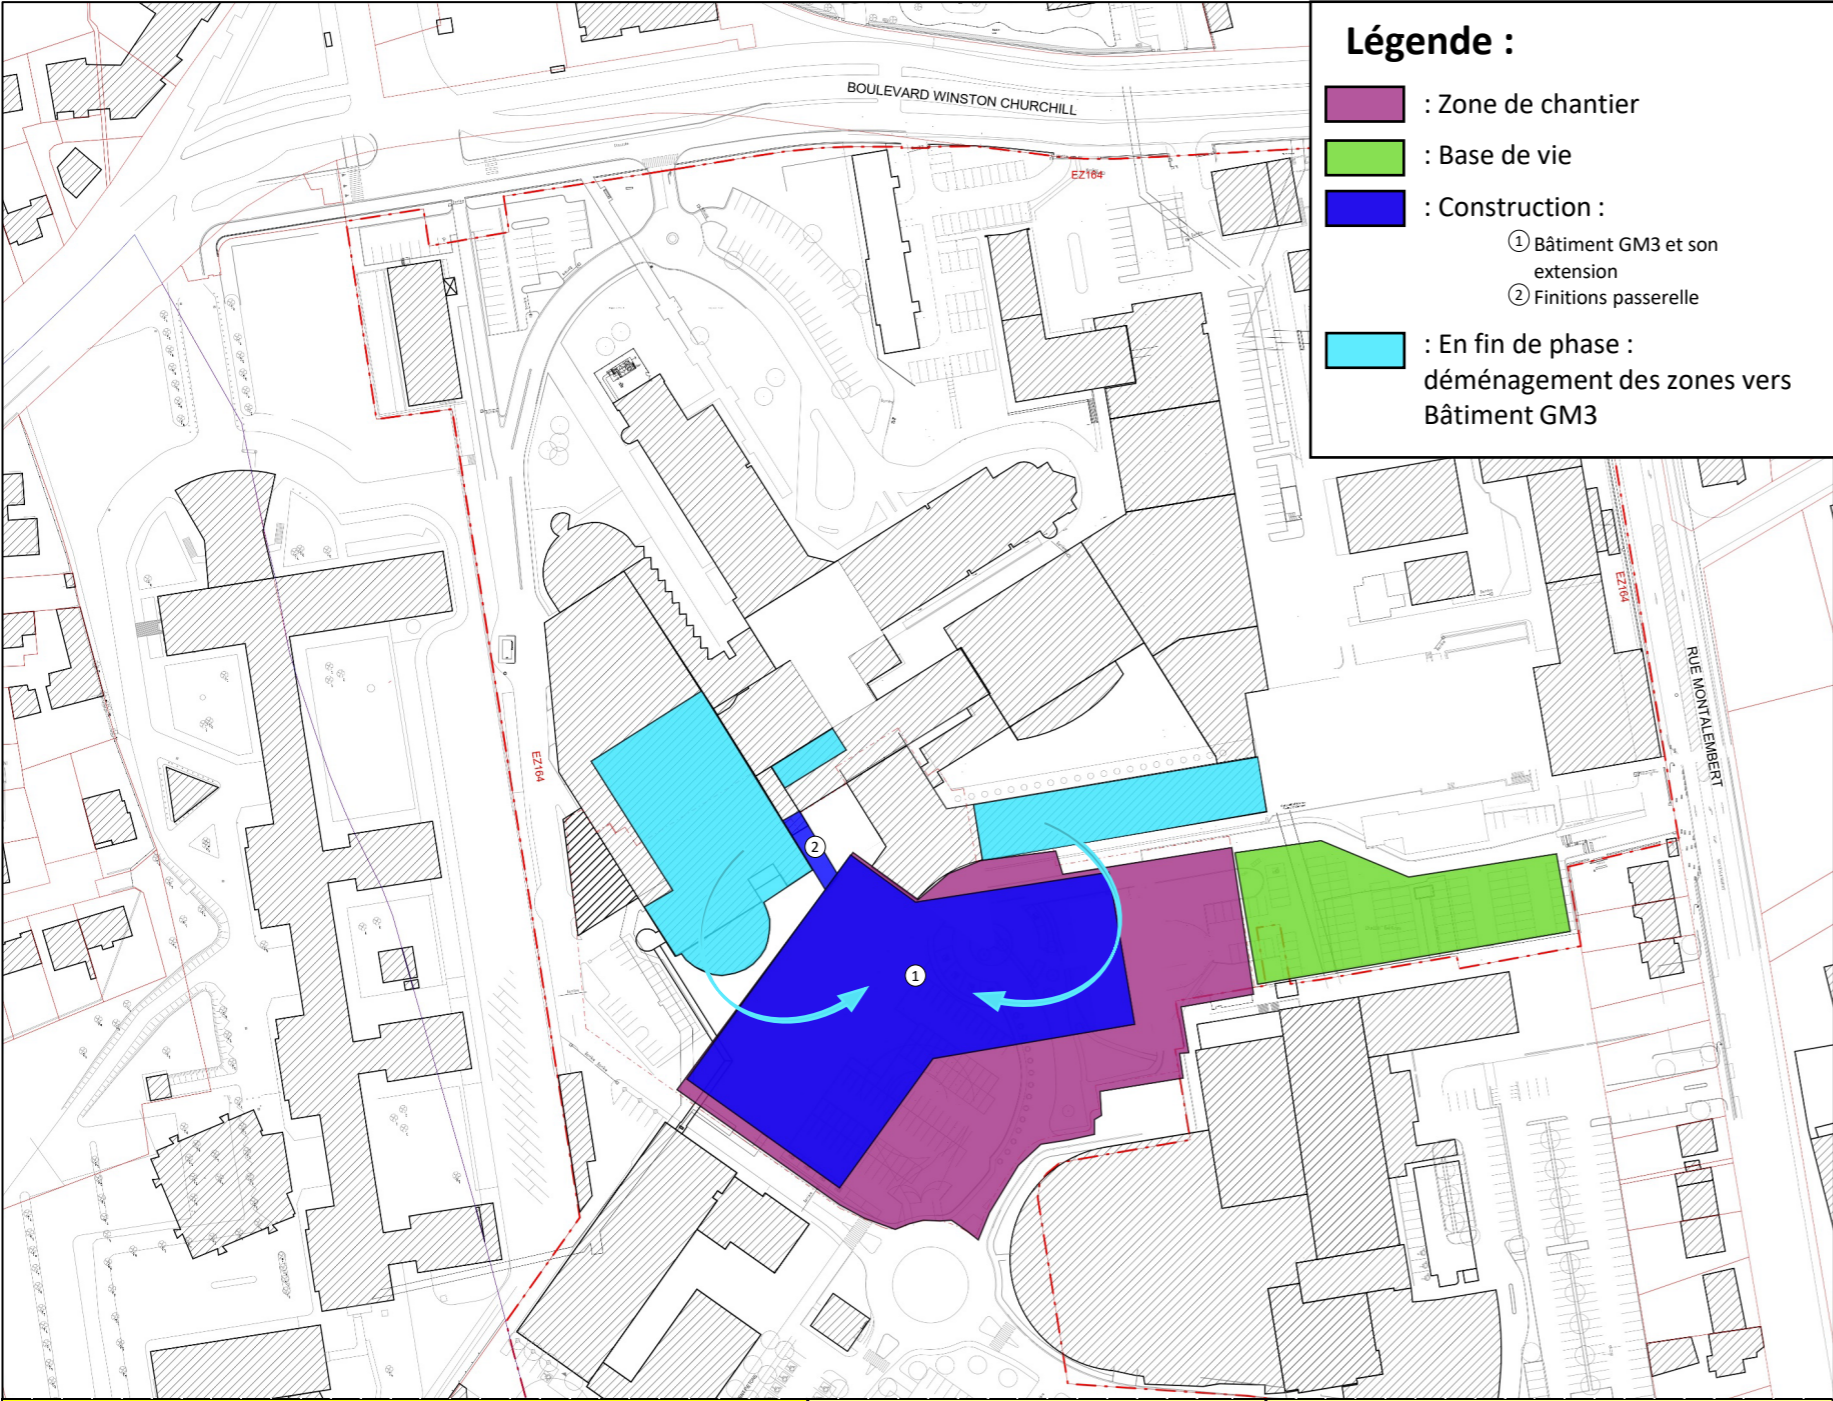 Légende :
: Zone de chantier
: Base de vie
: Construction :
① Bâtiment GM3 et son
extension
② Finitions passerelle
: En fin de phase :
déménagement des zones vers
Bâtiment GM3
BOULEVARD WINSTON CHURCHILL
EZ164
EZ164
RUE MONTALEMBERT
EZ164
②
①